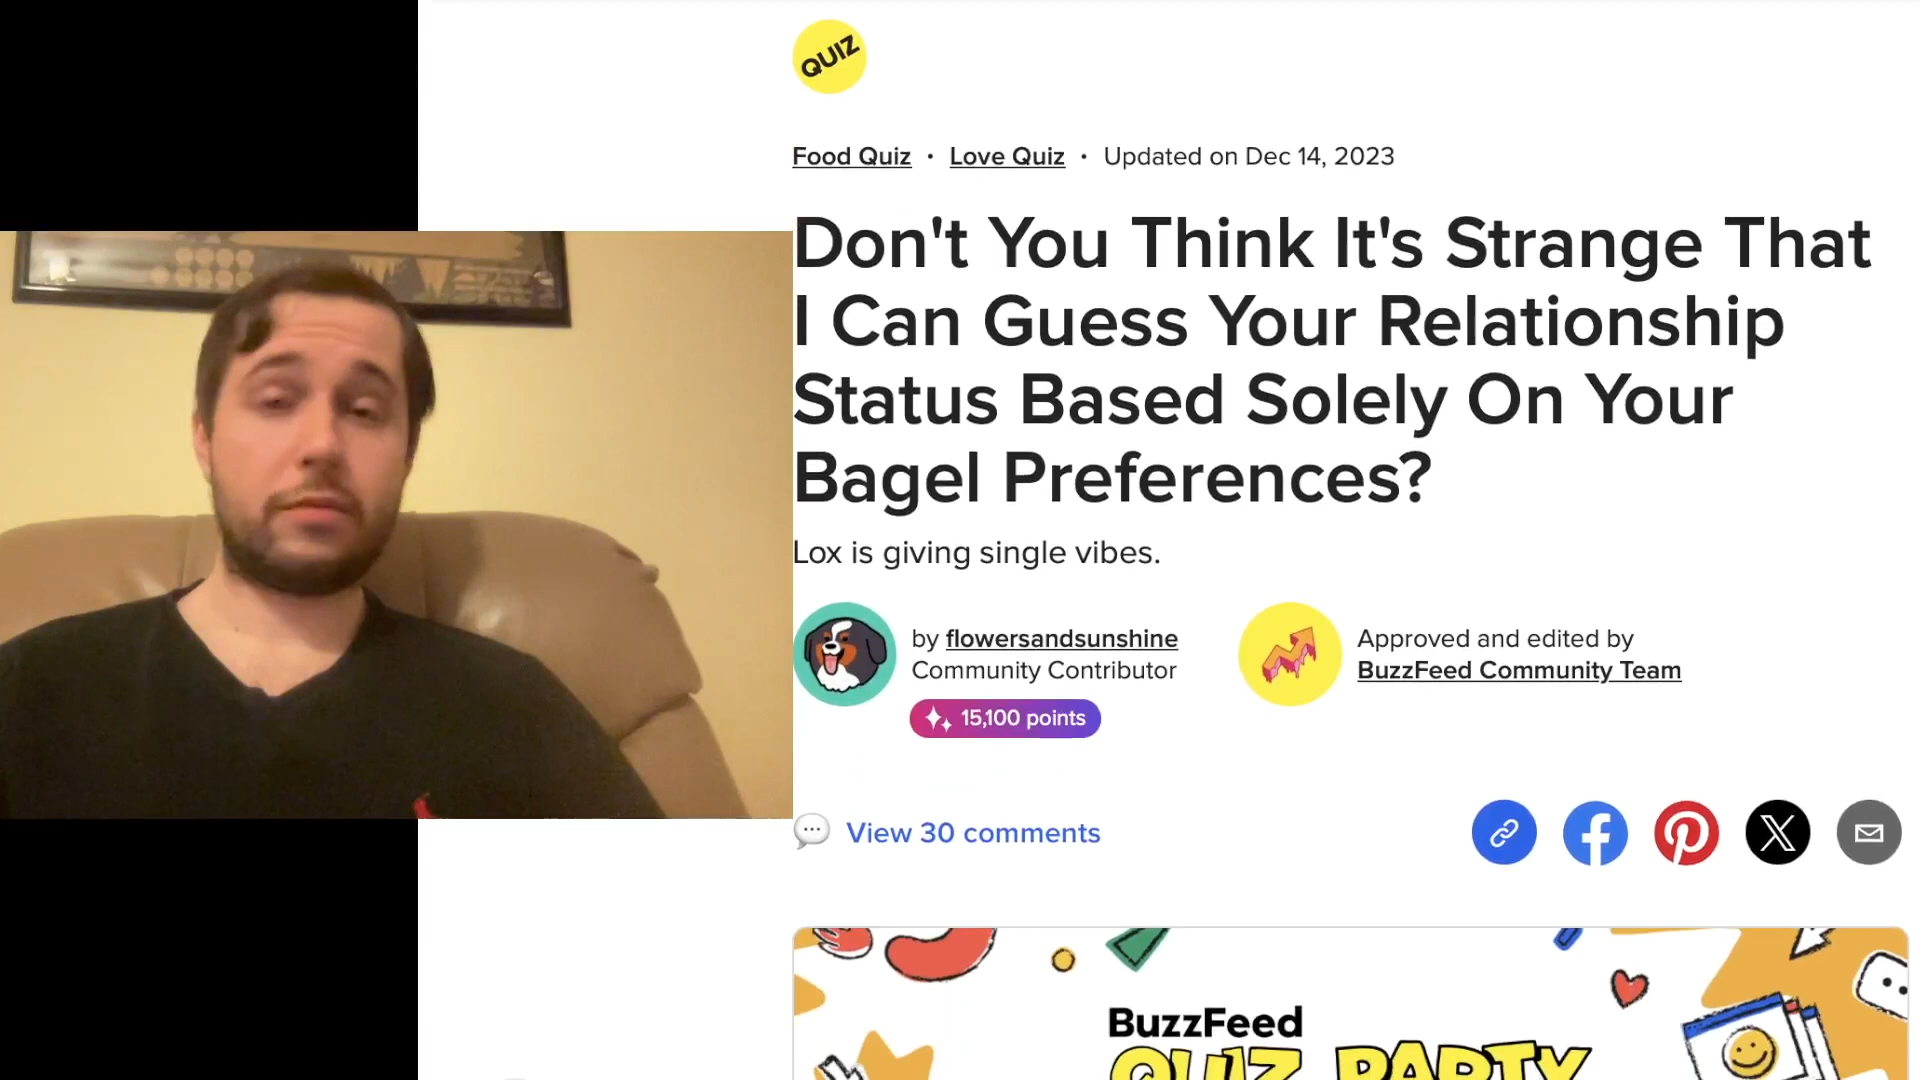 QUIZ
Food Quiz • Love Quiz • Updated on Dec 14, 2023
Don't You Think It's Strange That
I Can Guess Your Relationship
Status Based Solely On Your
Bagel Preferences?
Lox is giving single vibes.
by flowersandsunshine
Community Contributor
15,100 points
Approved and edited by
BuzzFeed Community Team
View 30 comments
BuzzFeed
QUIZ PARTY